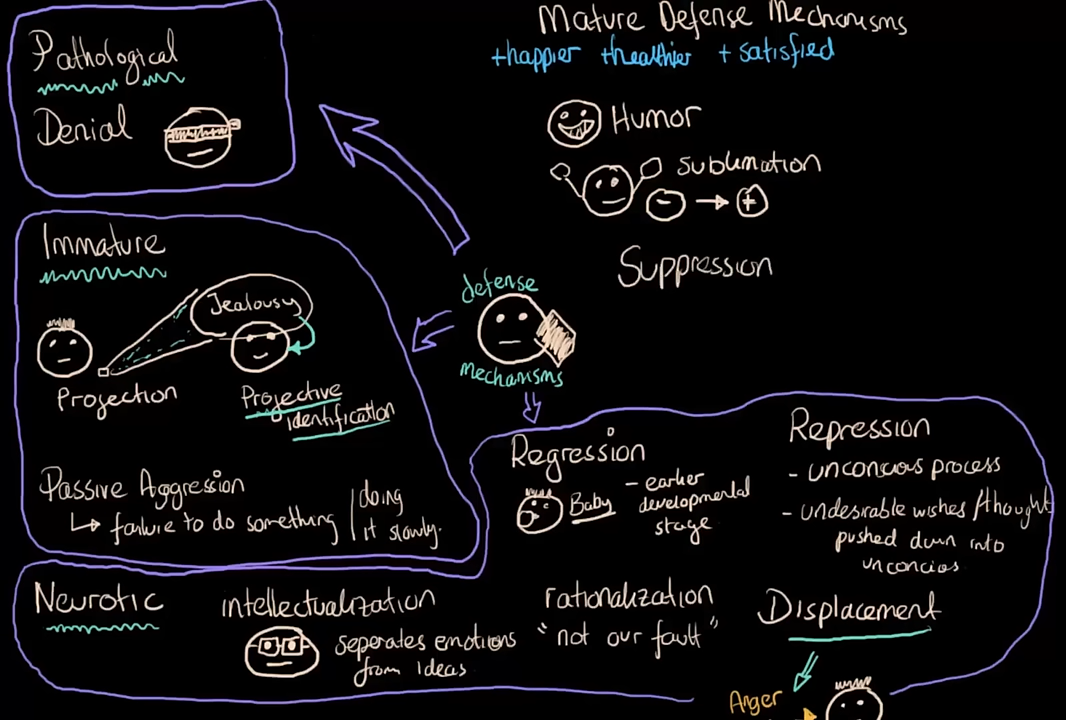 Pathological
Denial
Mature Defense Mechanisms
+happier +healthier + satisfied
Humor
Sublimation
- → +
Suppression
Immature
Jealousy
Projection
Projective
identification
Passive Aggression
↳ failure to do something | doing
it slowly.
defense
mechanisms
Regression
Baby
- earlier
developmental
stage
Repression
- unconcious process
- undesirable wishes/thought
pushed down into
unconcios
Neurotic
intellectualization
seperates emotions
from ideas
rationalization
"not our fault"
Displacement
Anger